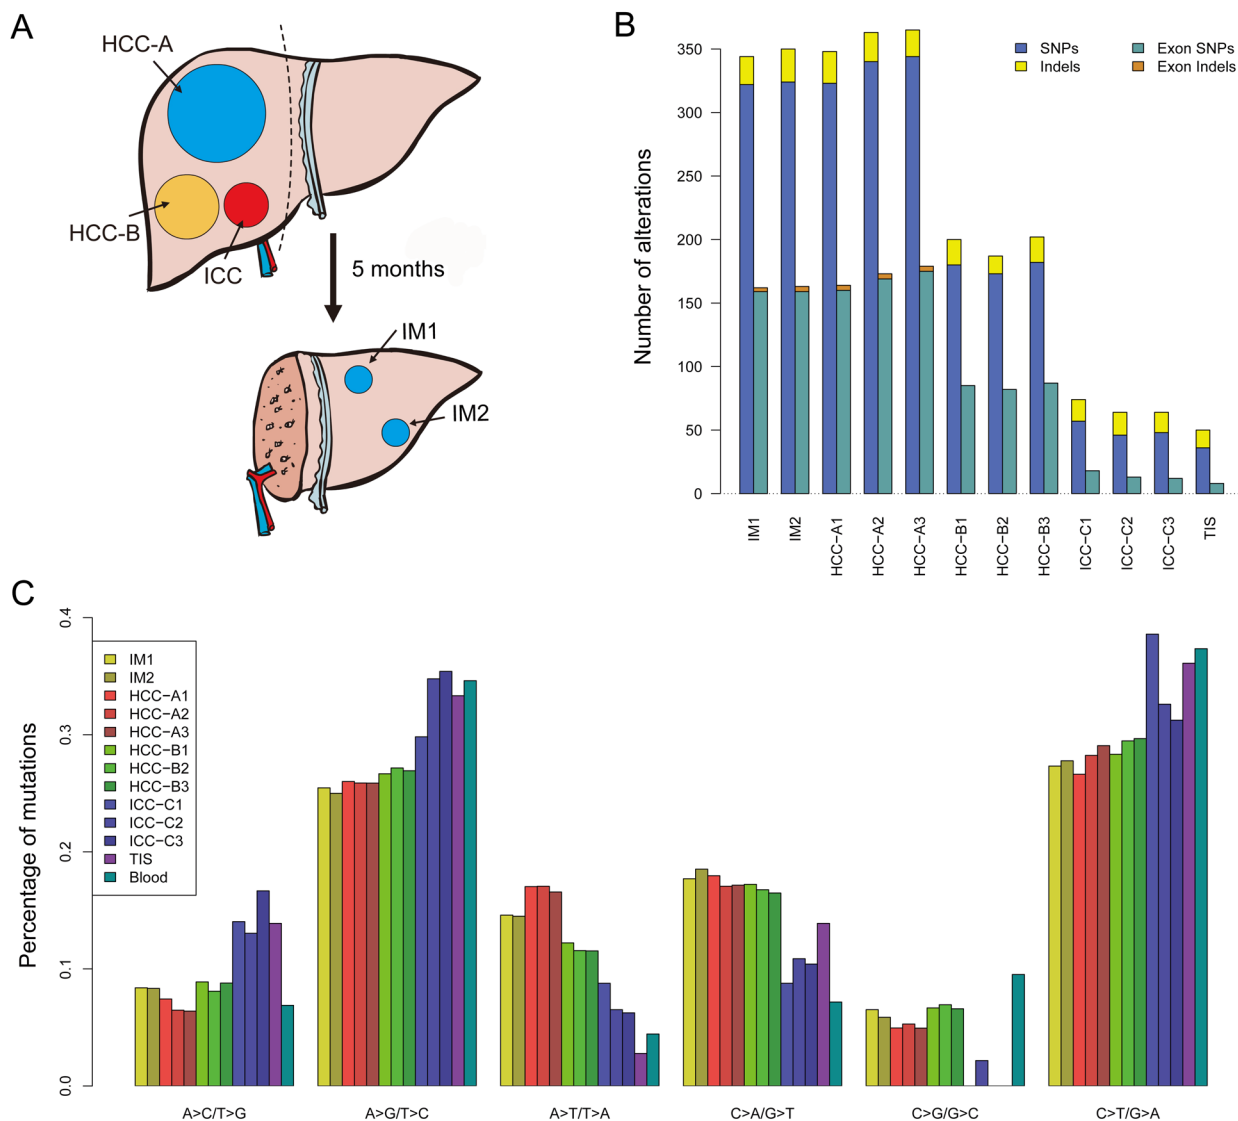 A
HCC-A
HCC-B
ICC
5 months
IM1
IM2
B
SNPs
Indels
Exon SNPs
Exon Indels
Number of alterations
350
300
250
200
150
100
50
0
IM1
IM2
HCC−A1
HCC−A2
HCC−A3
HCC−B1
HCC−B2
HCC−B3
ICC−C1
ICC−C2
ICC−C3
TIS
C
Percentage of mutations
0.4
0.3
0.2
0.1
0.0
IM1
IM2
HCC−A1
HCC−A2
HCC−A3
HCC−B1
HCC−B2
HCC−B3
ICC−C1
ICC−C2
ICC−C3
TIS
Blood
A>C/T>G
A>G/T>C
A>T/T>A
C>A/G>T
C>G/G>C
C>T/G>A